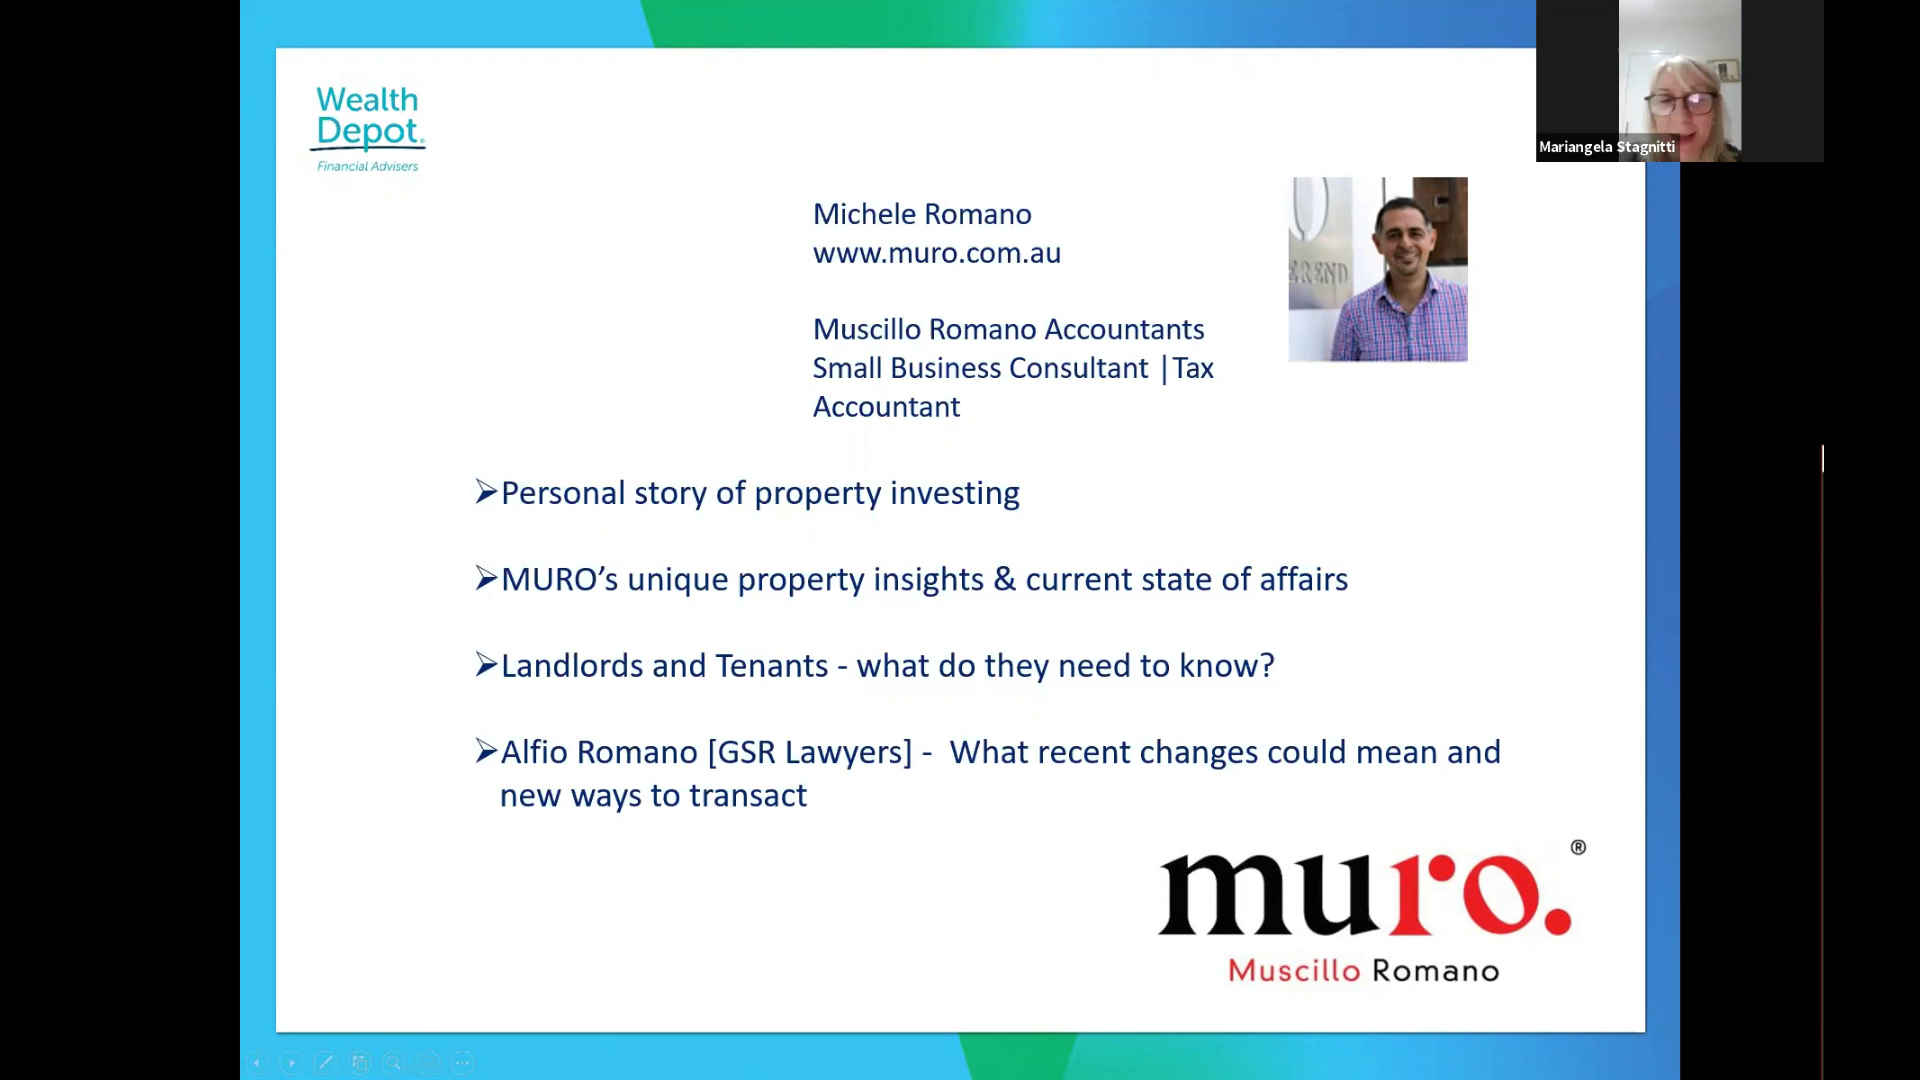 Wealth
Depot®
Financial Advisers
Mariangela Stagnitti
Michele Romano
www.muro.com.au
EREND
Muscillo Romano Accountants
Small Business Consultant |Tax
Accountant
➢Personal story of property investing
➢MURO’s unique property insights & current state of affairs
➢Landlords and Tenants - what do they need to know?
➢Alfio Romano [GSR Lawyers] - What recent changes could mean and
new ways to transact
muro.®
Muscillo Romano